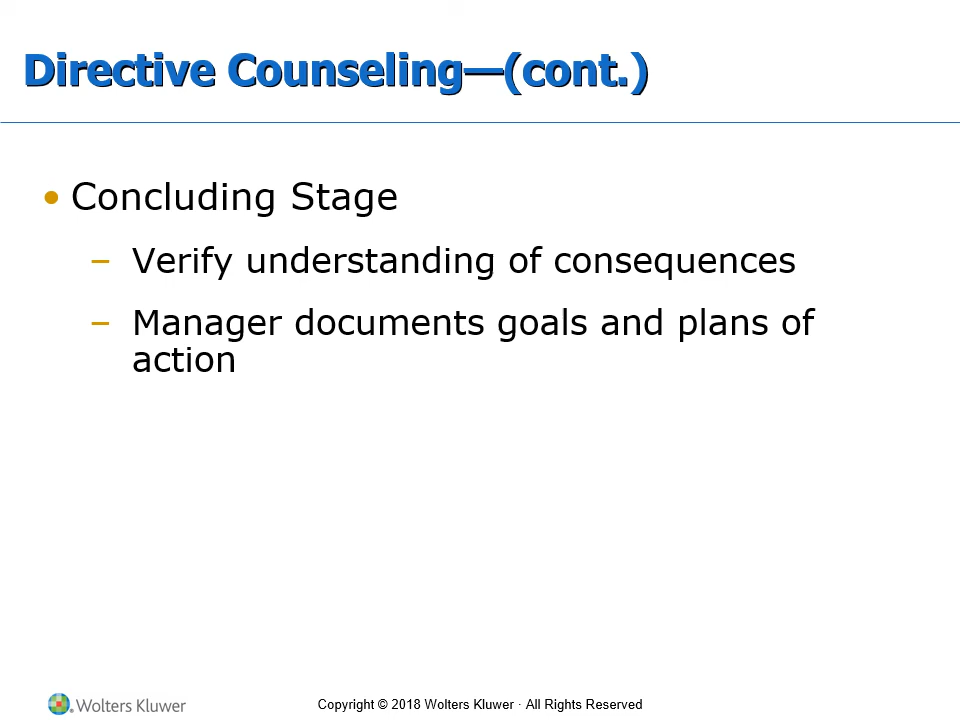 Directive Counseling—(cont.)
• Concluding Stage
– Verify understanding of consequences
– Manager documents goals and plans of
action
Wolters Kluwer
Copyright © 2018 Wolters Kluwer · All Rights Reserved